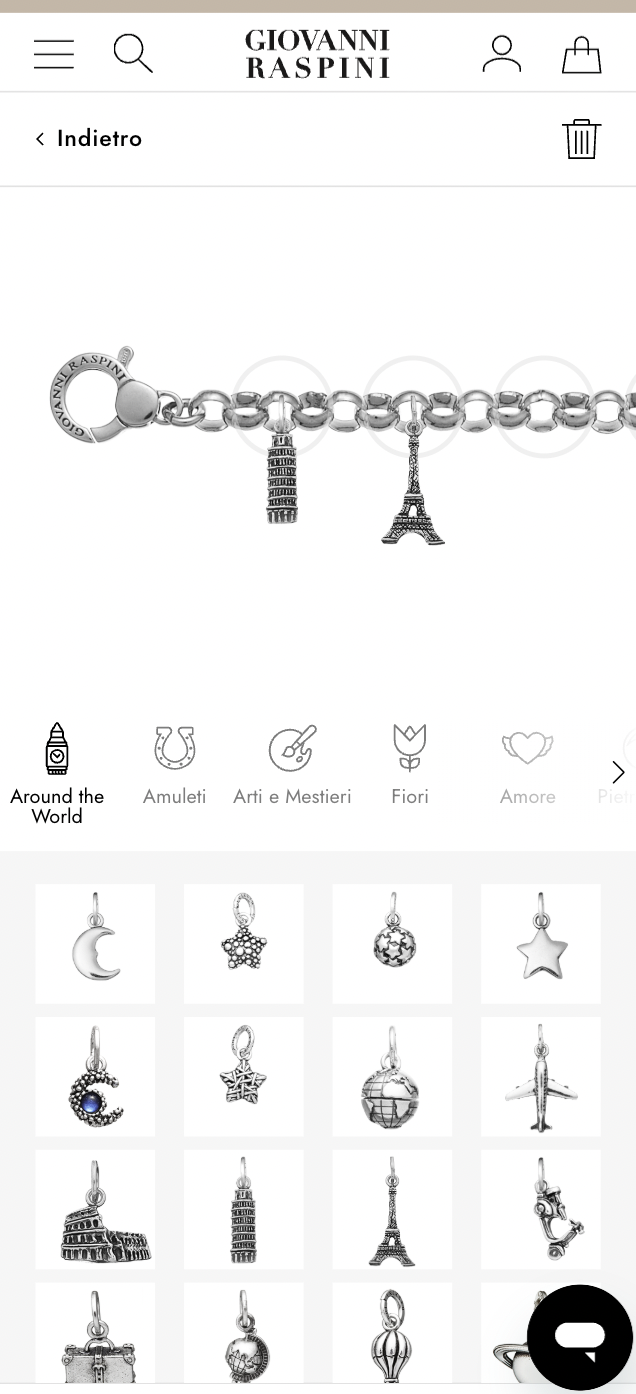 GIOVANNI
RASPINI
Indietro
GIOVANNI RASPINI
Around the
World
Amuleti
Arti e Mestieri
Fiori
Amore